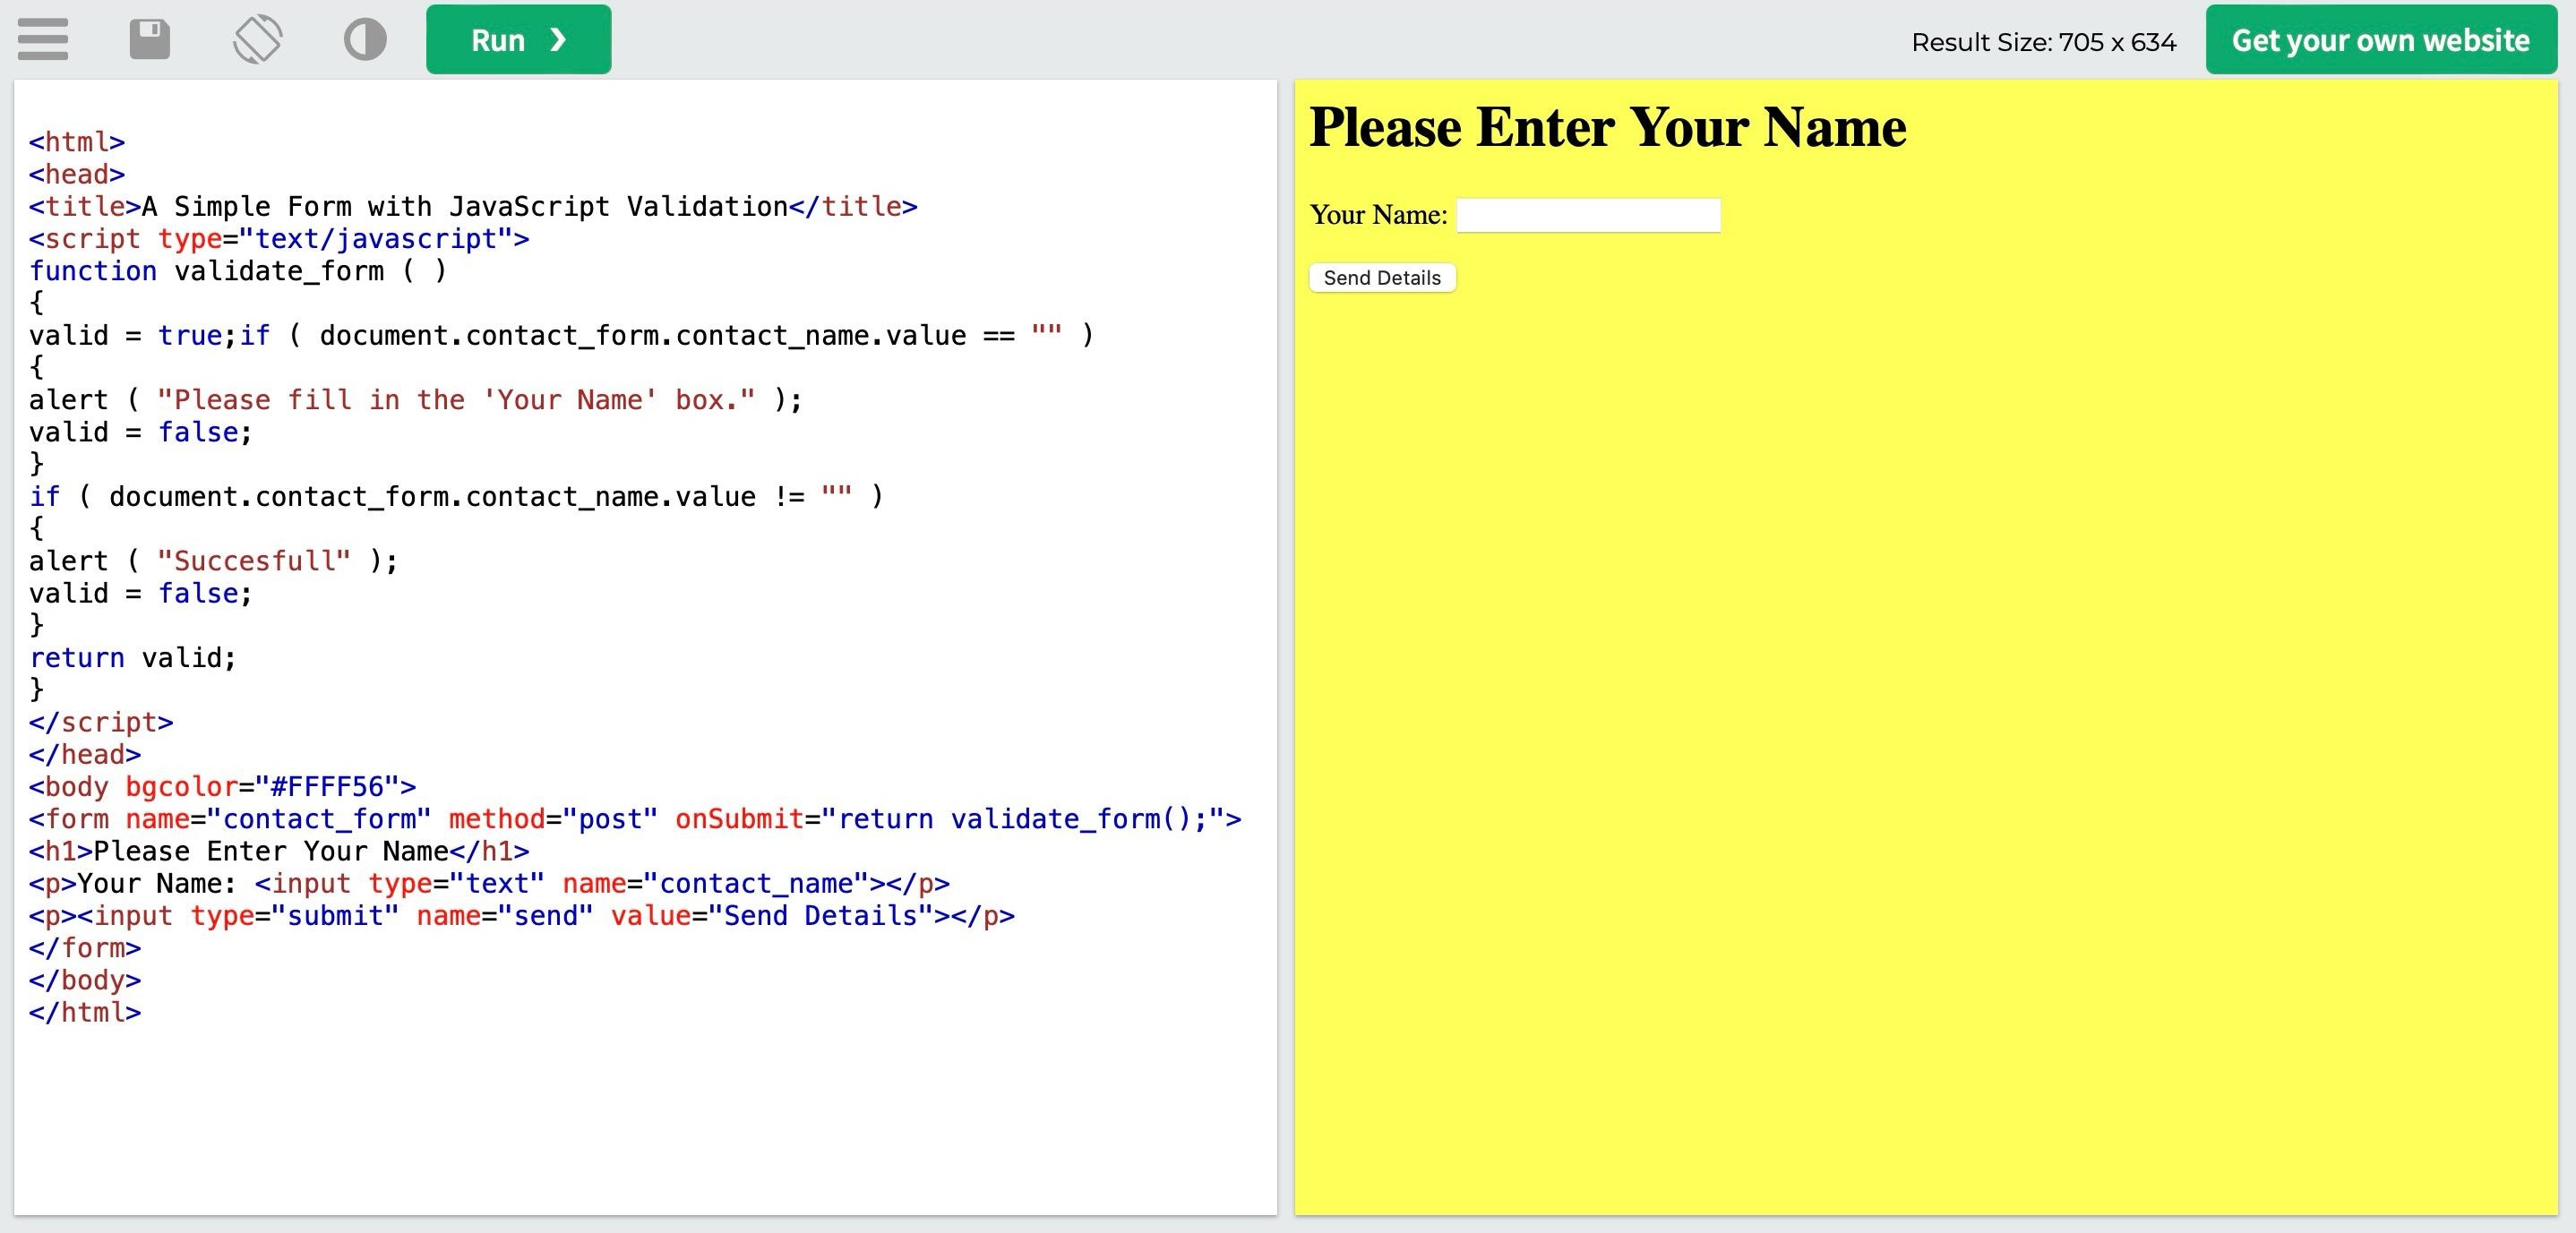 Run ❯
Result Size: 705 x 634
Get your own website
<html>
<head>
<title>A Simple Form with JavaScript Validation</title>
<script type="text/javascript">
function validate_form ( )
{
valid = true;if ( document.contact_form.contact_name.value == "" )
{
alert ( "Please fill in the 'Your Name' box." );
valid = false;
}
if ( document.contact_form.contact_name.value != "" )
{
alert ( "Succesfull" );
valid = false;
}
return valid;
}
</script>
</head>
<body bgcolor="#FFFF56">
<form name="contact_form" method="post" onSubmit="return validate_form();">
<h1>Please Enter Your Name</h1>
<p>Your Name: <input type="text" name="contact_name"></p>
<p><input type="submit" name="send" value="Send Details"></p>
</form>
</body>
</html>
Please Enter Your Name
Your Name:
Send Details